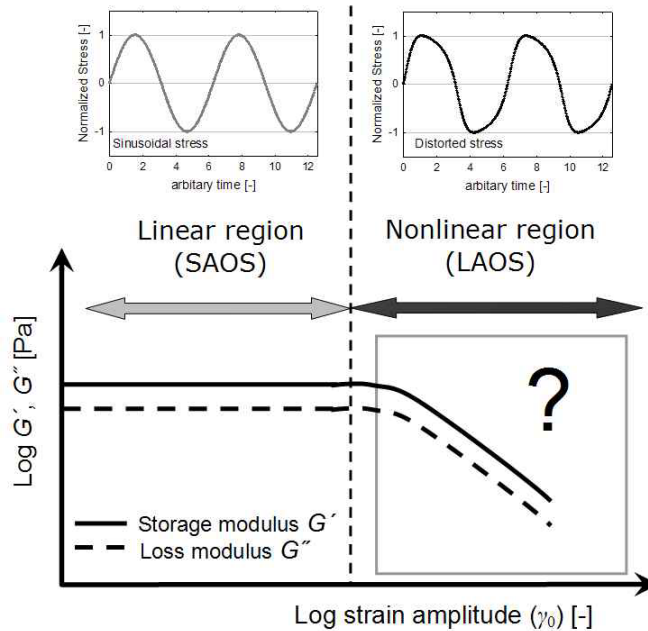 Normalized Stress [-]
1
0
-1
Sinusoidal stress
0 2 4 6 8 10 12
arbitary time [-]
Normalized Stress [-]
1
0
-1
Distorted stress
0 2 4 6 8 10 12
arbitary time [-]
Linear region
(SAOS)
Nonlinear region
(LAOS)
Log G′, G″ [Pa]
?
Storage modulus G′
Loss modulus G″
Log strain amplitude (γ₀) [-]